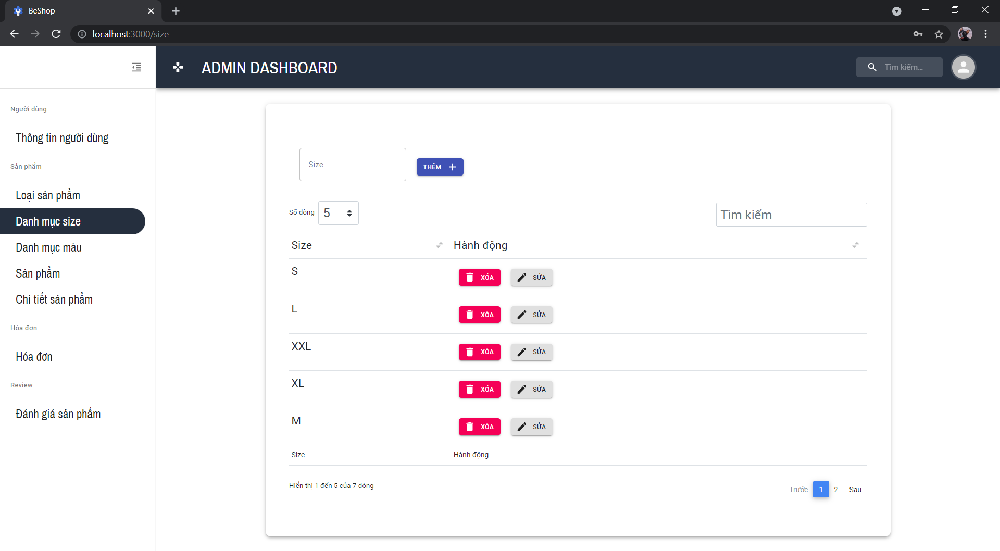 BeShop
localhost:3000/size
ADMIN DASHBOARD
Tìm kiếm...
Người dùng
Thông tin người dùng
Sản phẩm
Loại sản phẩm
Danh mục size
Danh mục màu
Sản phẩm
Chi tiết sản phẩm
Hóa đơn
Hóa đơn
Review
Đánh giá sản phẩm
Size
THÊM
Số dòng 5
Tìm kiếm
Size Hành động
S XÓA SỬA
L XÓA SỬA
XXL XÓA SỬA
XL XÓA SỬA
M XÓA SỬA
Size Hành động
Hiển thị 1 đến 5 của 7 dòng
Trước 1 2 Sau